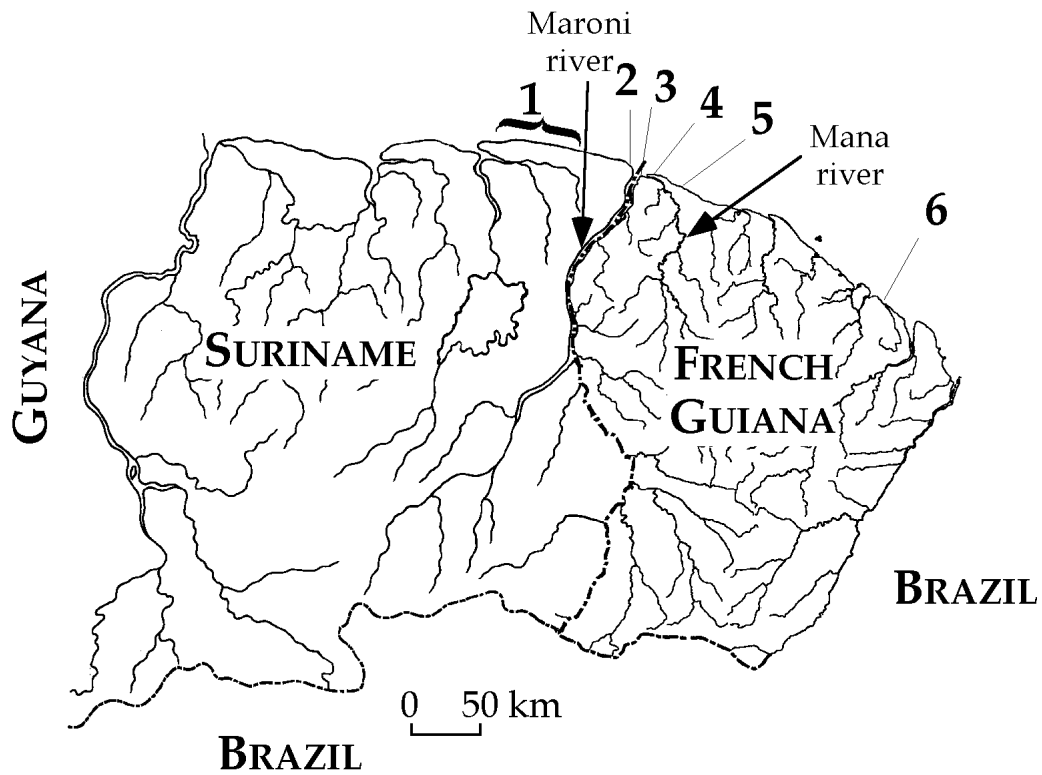 Maroni
river
1
2
3
4
5
Mana
river
6
GUYANA
SURINAME
FRENCH
GUIANA
BRAZIL
0 50 km
BRAZIL